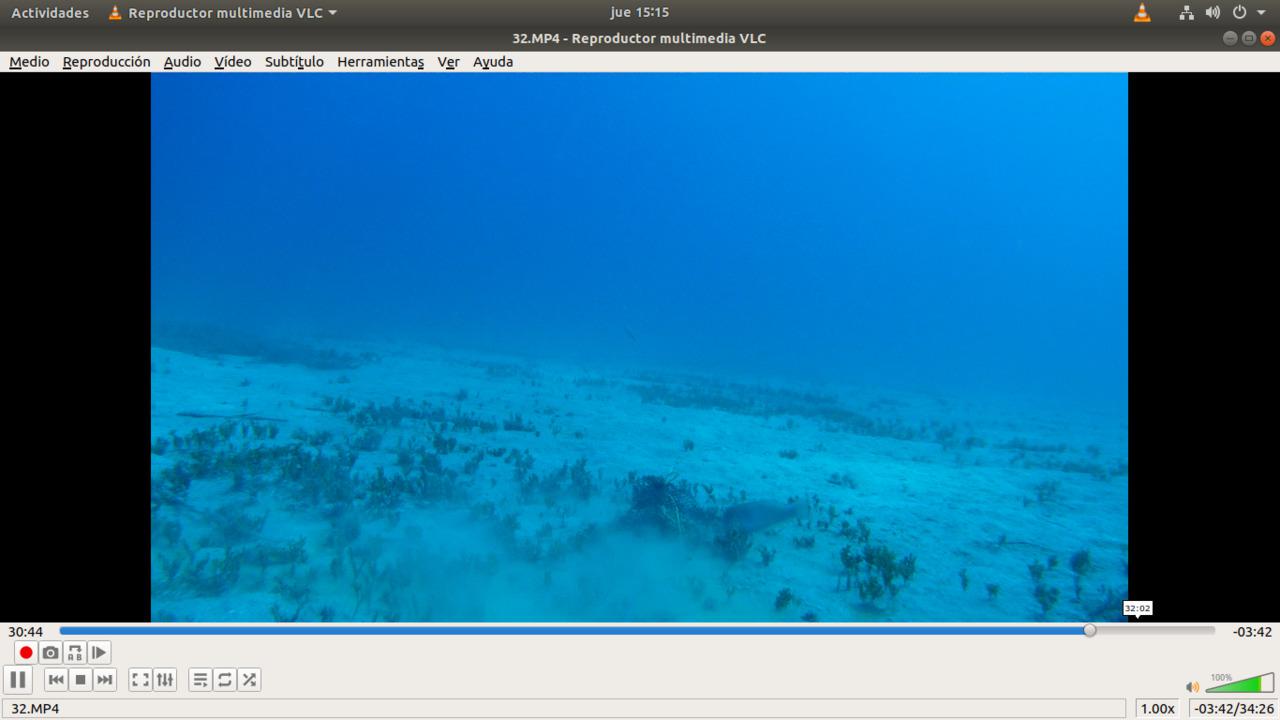 Actividades Reproductor multimedia VLC jue 15:15
32.MP4 - Reproductor multimedia VLC
Medio Reproducción Audio Vídeo Subtítulo Herramientas Ver Ayuda
32:02
30:44 -03:42
A B
100%
32.MP4 1.00x -03:42/34:26